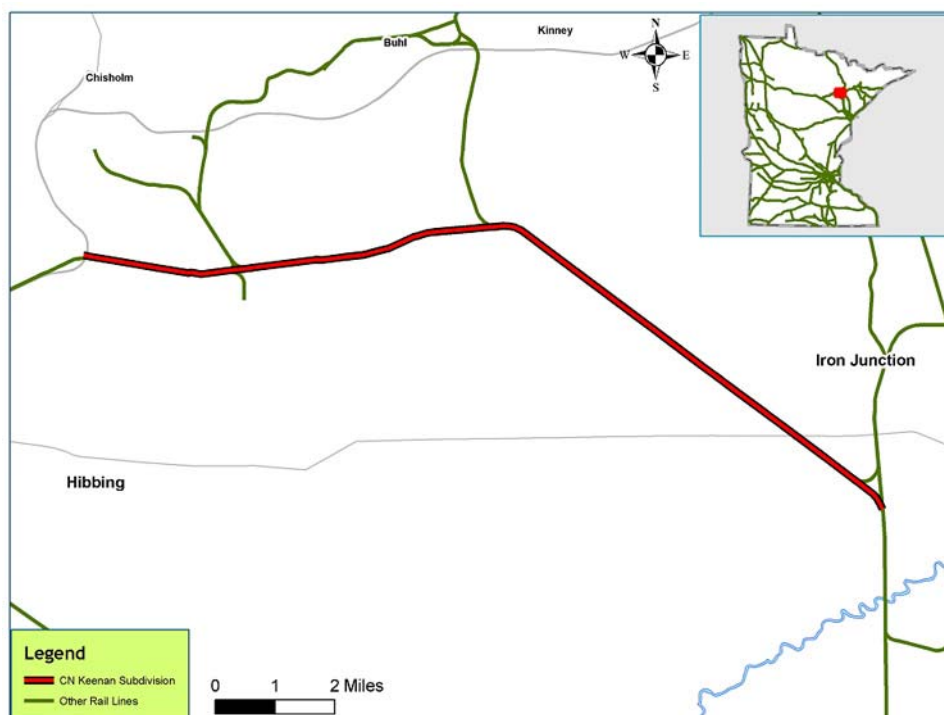 Kinney
Buhl
Chisholm
N
W E
S
Iron Junction
Hibbing
Legend
CN Keenan Subdivision
Other Rail Lines
0 1 2 Miles